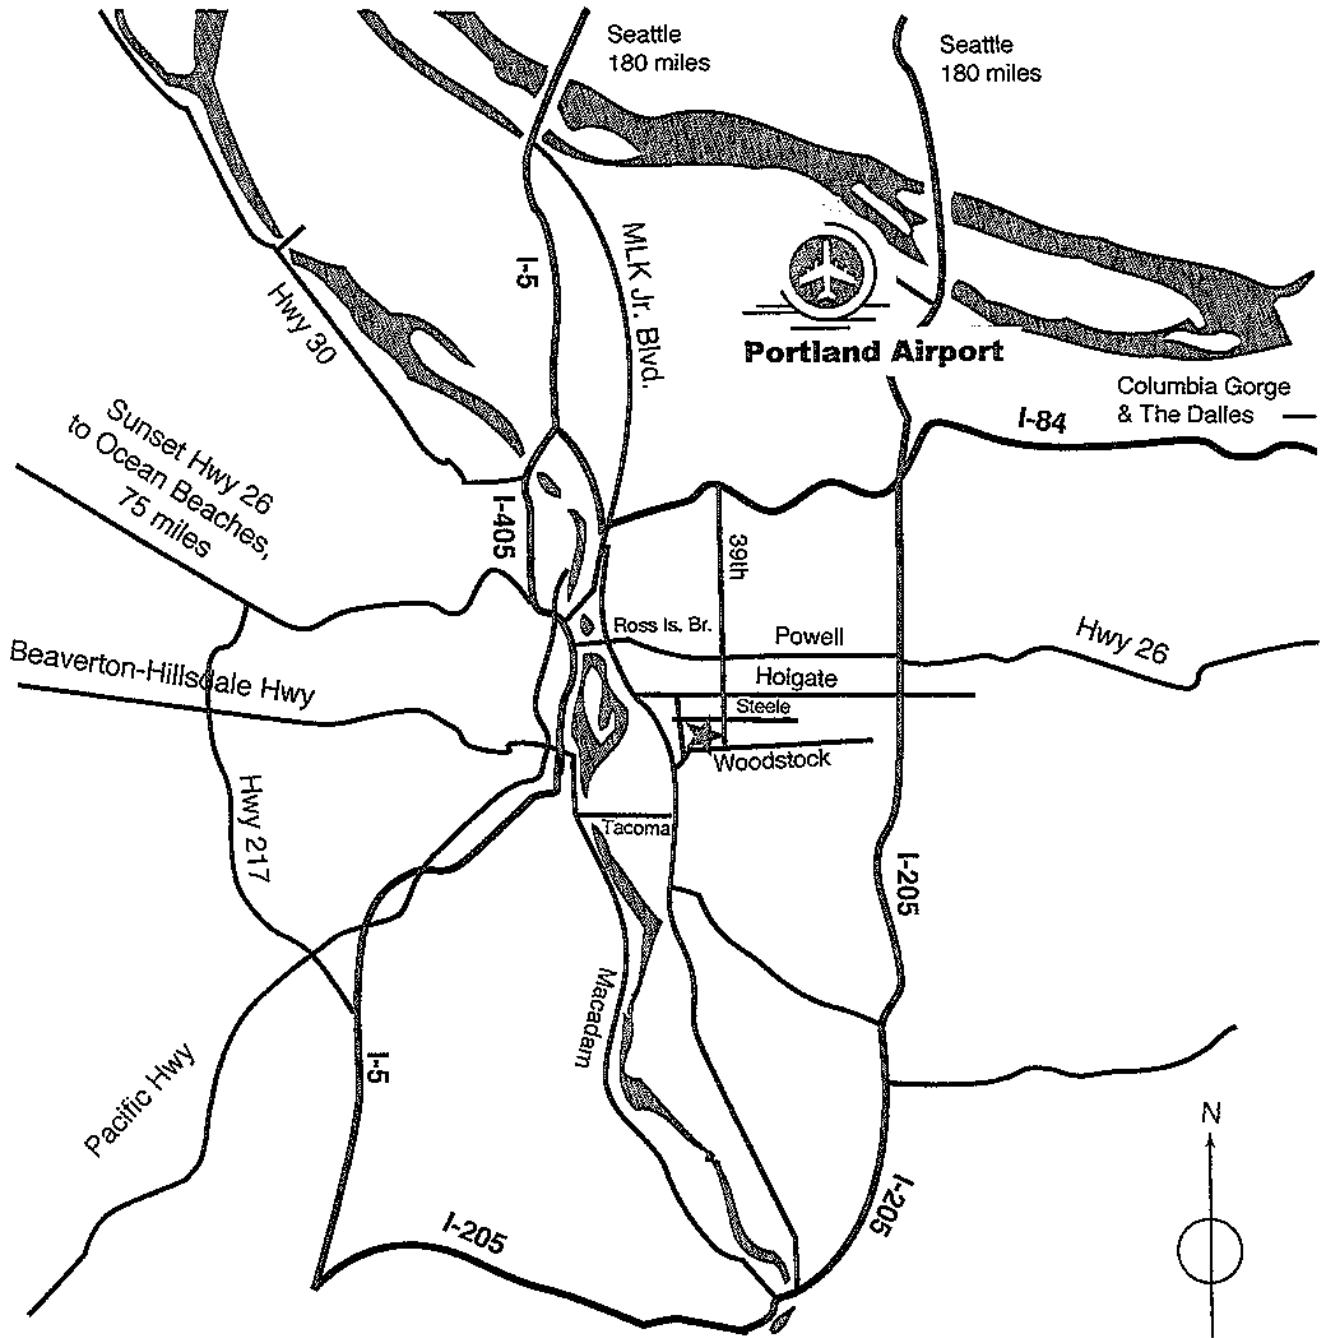 Seattle
180 miles
Seattle
180 miles
I-5
MLK Jr. Blvd.
Hwy 30
Portland Airport
Columbia Gorge
& The Dalles
I-84
Sunset Hwy 26
to Ocean Beaches,
75 miles
I-405
39th
Ross Is. Br.
Powell
Hwy 26
Beaverton-Hillsdale Hwy
Holgate
Steele
Woodstock
Hwy 217
Tacoma
I-205
Macadam
I-5
Pacific Hwy
N
I-205
I-205